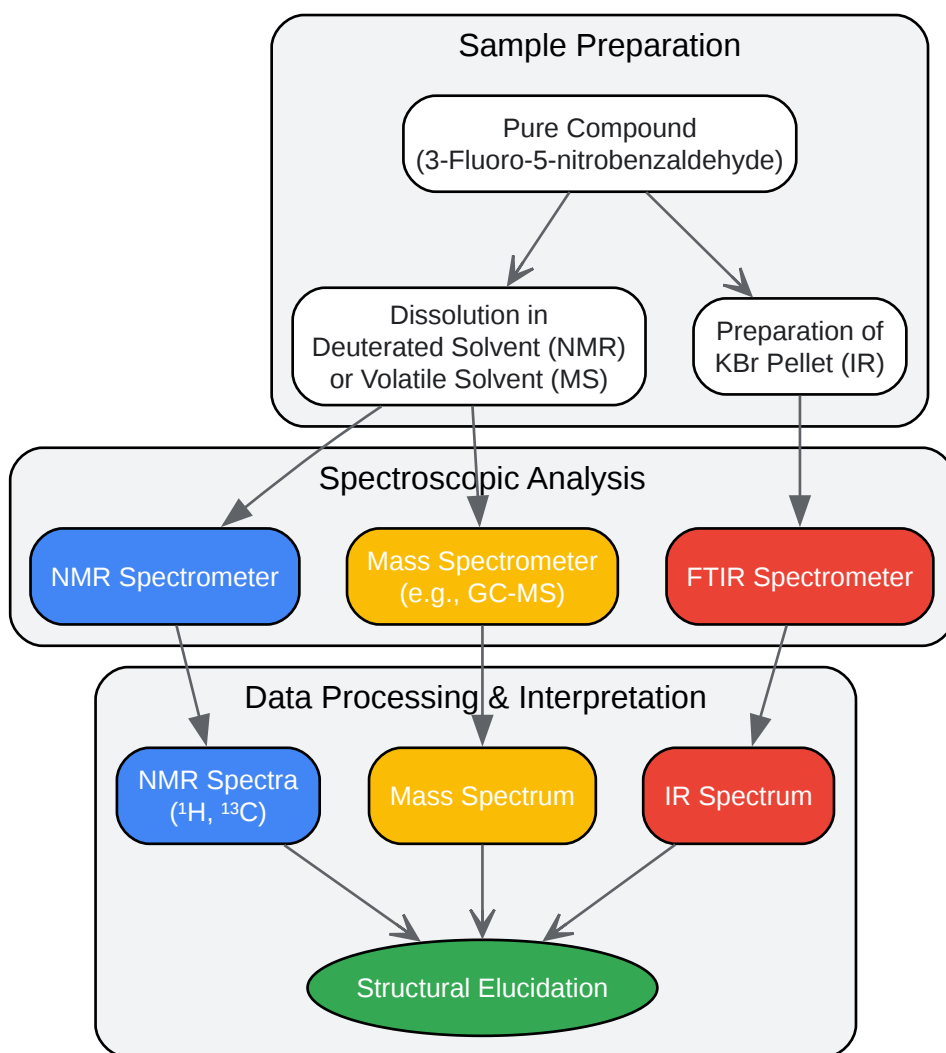 Sample Preparation
Pure Compound
(3-Fluoro-5-nitrobenzaldehyde)
Dissolution in
Deuterated Solvent (NMR)
or Volatile Solvent (MS)
Preparation of
KBr Pellet (IR)
Spectroscopic Analysis
NMR Spectrometer
Mass Spectrometer
(e.g., GC-MS)
FTIR Spectrometer
Data Processing & Interpretation
NMR Spectra
(¹H, ¹³C)
Mass Spectrum
IR Spectrum
Structural Elucidation